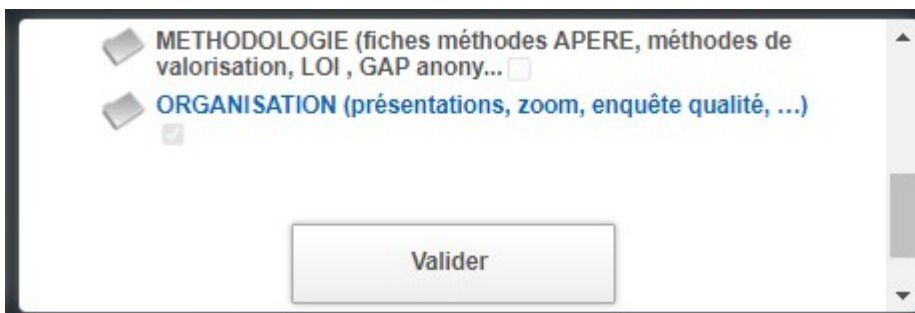 METHODOLOGIE (fiches méthodes APERE, méthodes de
valorisation, LOI , GAP anony...
ORGANISATION (présentations, zoom, enquête qualité, ...)
Valider